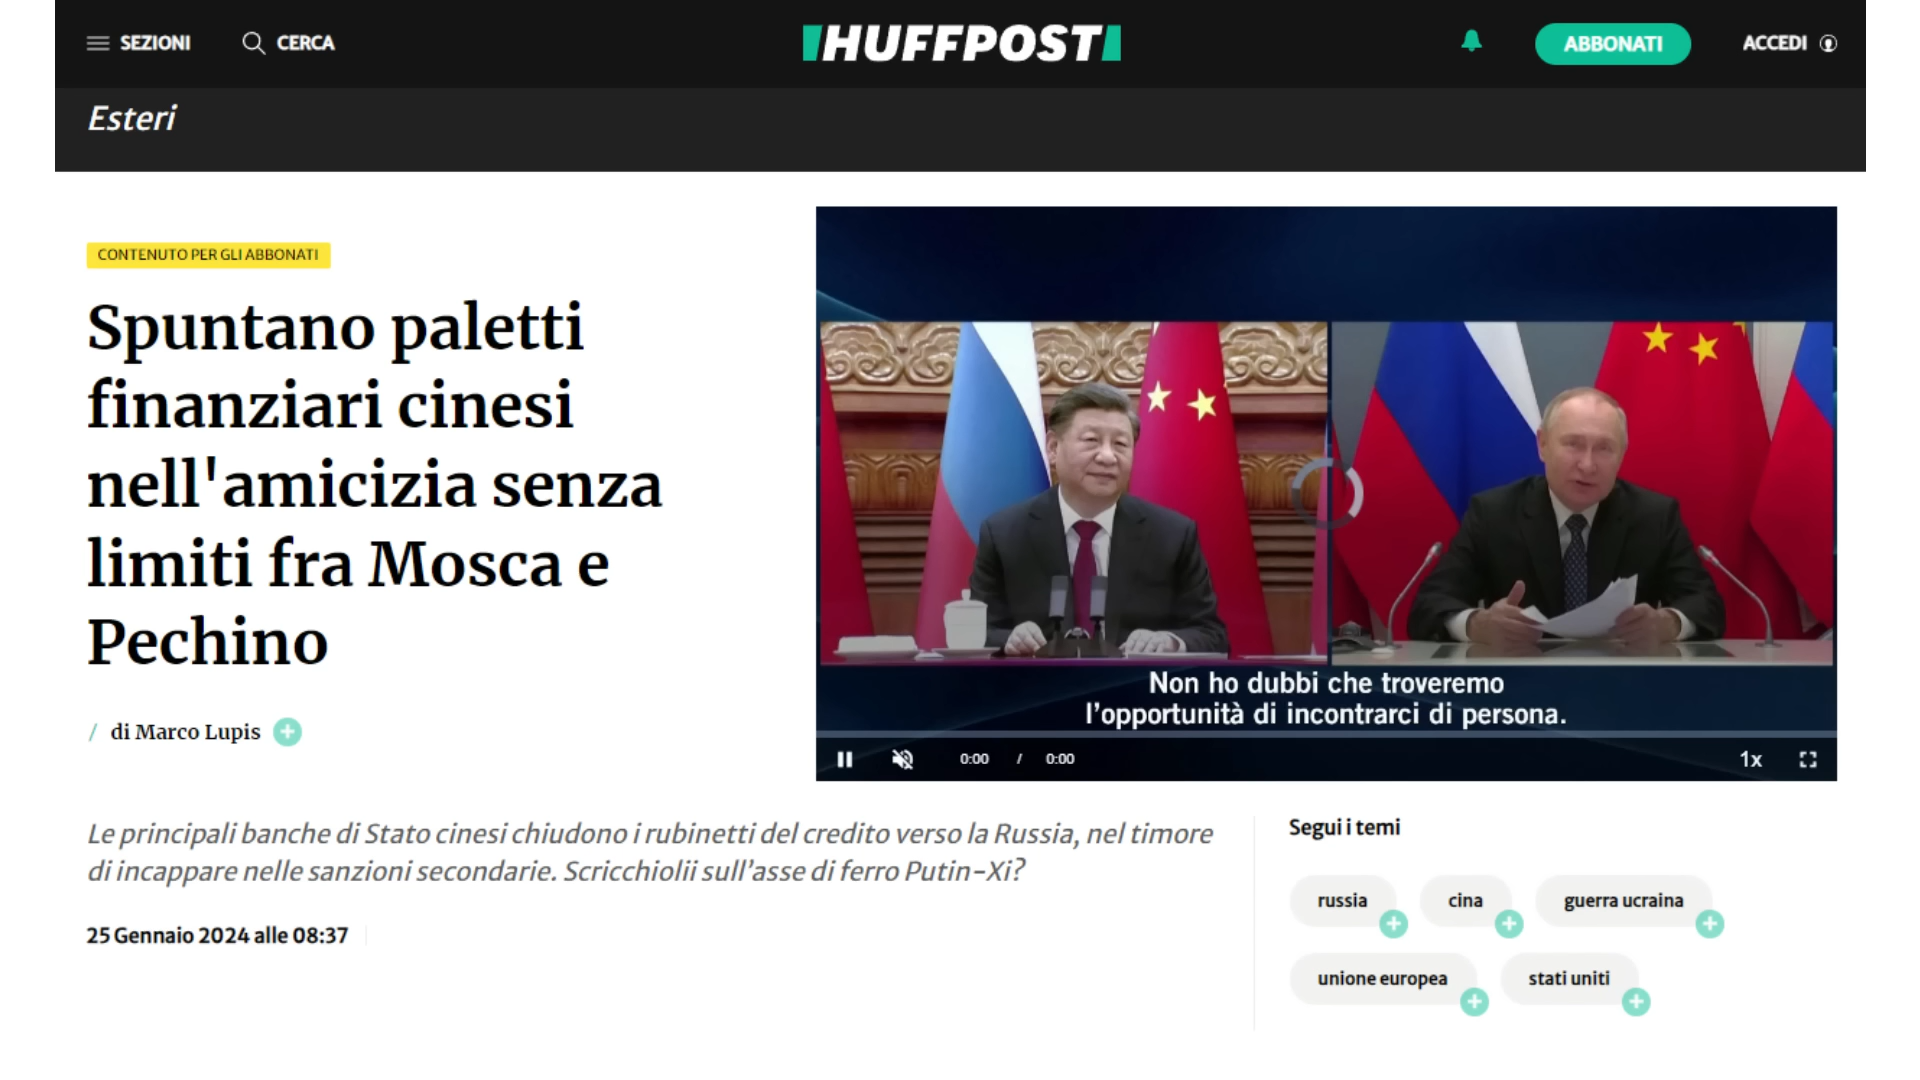 SEZIONI
CERCA
HUFFPOST
ABBONATI
ACCEDI
Esteri
CONTENUTO PER GLI ABBONATI
Spuntano paletti
finanziari cinesi
nell'amicizia senza
limiti fra Mosca e
Pechino
/ di Marco Lupis
Non ho dubbi che troveremo
l'opportunità di incontrarci di persona.
0:00 / 0:00
1x
Le principali banche di Stato cinesi chiudono i rubinetti del credito verso la Russia, nel timore
di incappare nelle sanzioni secondarie. Scricchiolii sull’asse di ferro Putin-Xi?
25 Gennaio 2024 alle 08:37
Segui i temi
russia
cina
guerra ucraina
unione europea
stati uniti